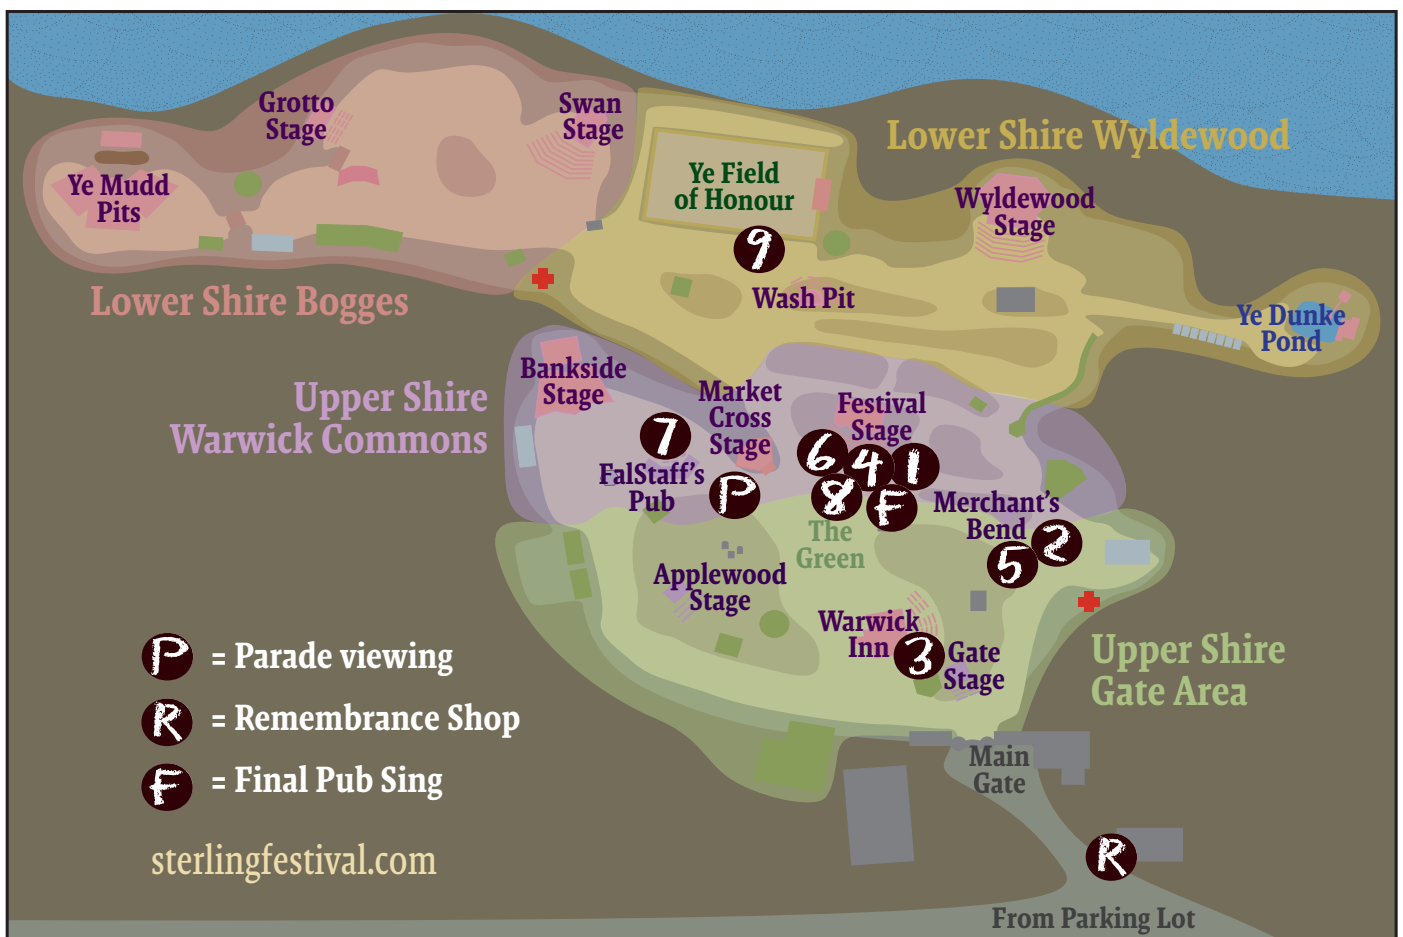 Grotto
Stage
Swan
Stage
Lower Shire Wyldewood
Ye Field
of Honour
Ye Mudd
Pits
Wyldewood
Stage
9
Wash Pit
Lower Shire Bogges
Ye Dunke
Pond
Bankside
Stage
Upper Shire
Warwick Commons
Market
Cross
Stage
Festival
Stage
7
6
4
1
FalStaff's
Pub
P
8
F
Merchant's
Bend
2
5
The
Green
Applewood
Stage
Warwick
Inn
3
Gate
Stage
Upper Shire
Gate Area
P = Parade viewing
R = Remembrance Shop
F = Final Pub Sing
Main
Gate
sterlingfestival.com
R
From Parking Lot